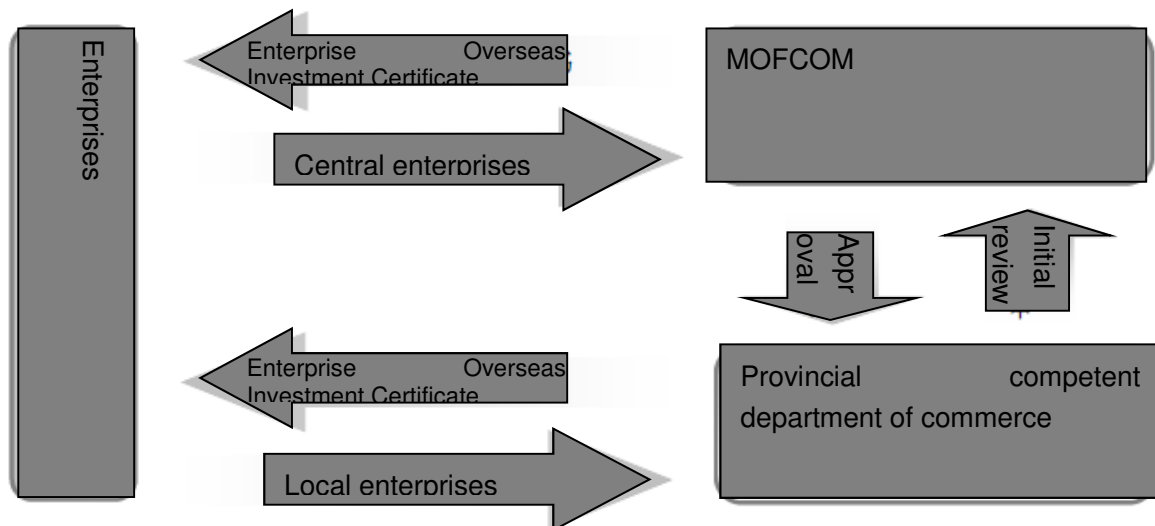 Enterprises
Enterprise Overseas
Investment Certificate
MOFCOM
Central enterprises
Appr
oval
Initial
review
Enterprise Overseas
Investment Certificate
Provincial competent
department of commerce
Local enterprises